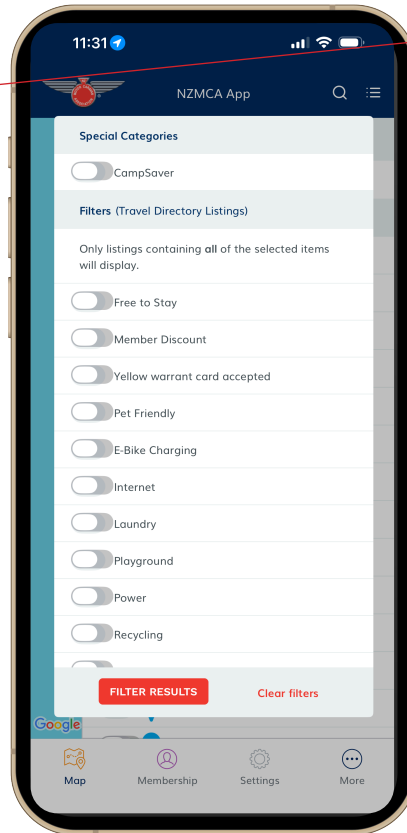 11:31
NZMCA App
Special Categories
CampSaver
Filters (Travel Directory Listings)
Only listings containing all of the selected items
will display.
Free to Stay
Member Discount
Yellow warrant card accepted
Pet Friendly
E-Bike Charging
Internet
Laundry
Playground
Power
Recycling
FILTER RESULTS
Clear filters
Google
Map
Membership
Settings
More